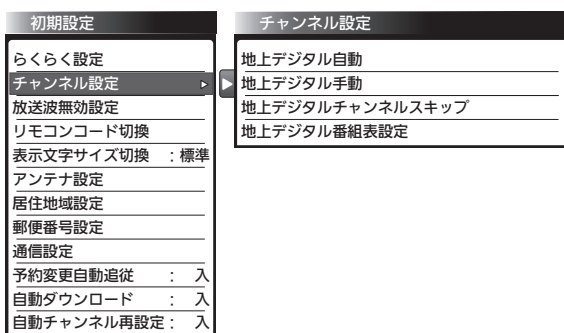 初期設定
らくらく設定
チャンネル設定
放送波無効設定
リモコンコード切換
表示文字サイズ切換 : 標準
アンテナ設定
居住地域設定
郵便番号設定
通信設定
予約変更自動追従 : 入
自動ダウンロード : 入
自動チャンネル再設定 : 入
チャンネル設定
地上デジタル自動
地上デジタル手動
地上デジタルチャンネルスキップ
地上デジタル番組表設定